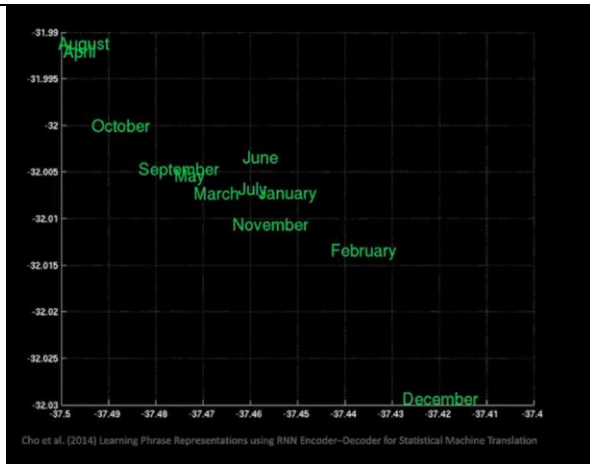 -31.99
August
April
-31.995
-32
October
June
-32.005
September
May
July
March
January
-32.01
November
February
-32.015
-32.02
-32.025
-32.03
December
-37.5 -37.49 -37.48 -37.47 -37.46 -37.45 -37.44 -37.43 -37.42 -37.41 -37.4
Cho et al. (2014) Learning Phrase Representations using RNN Encoder–Decoder for Statistical Machine Translation